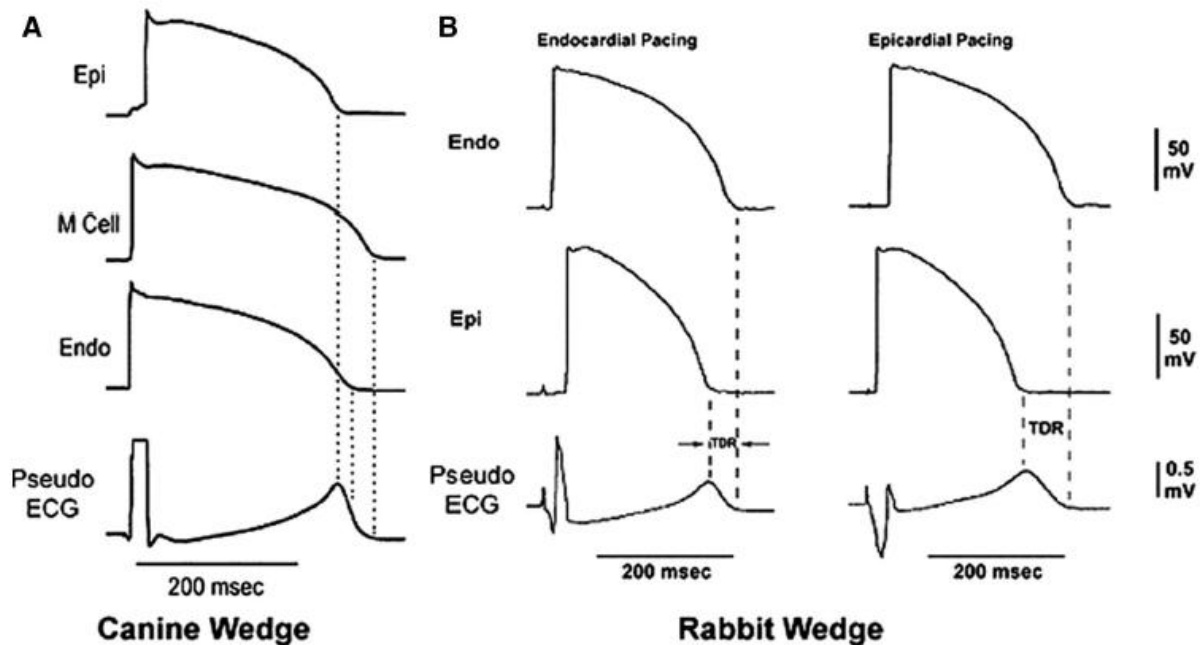 A
Epi
M Cell
Endo
Pseudo
ECG
200 msec
Canine Wedge
B
Endocardial Pacing
Epicardial Pacing
Endo
50
mV
Epi
50
mV
TDR
TDR
Pseudo
ECG
0.5
mV
200 msec
200 msec
Rabbit Wedge